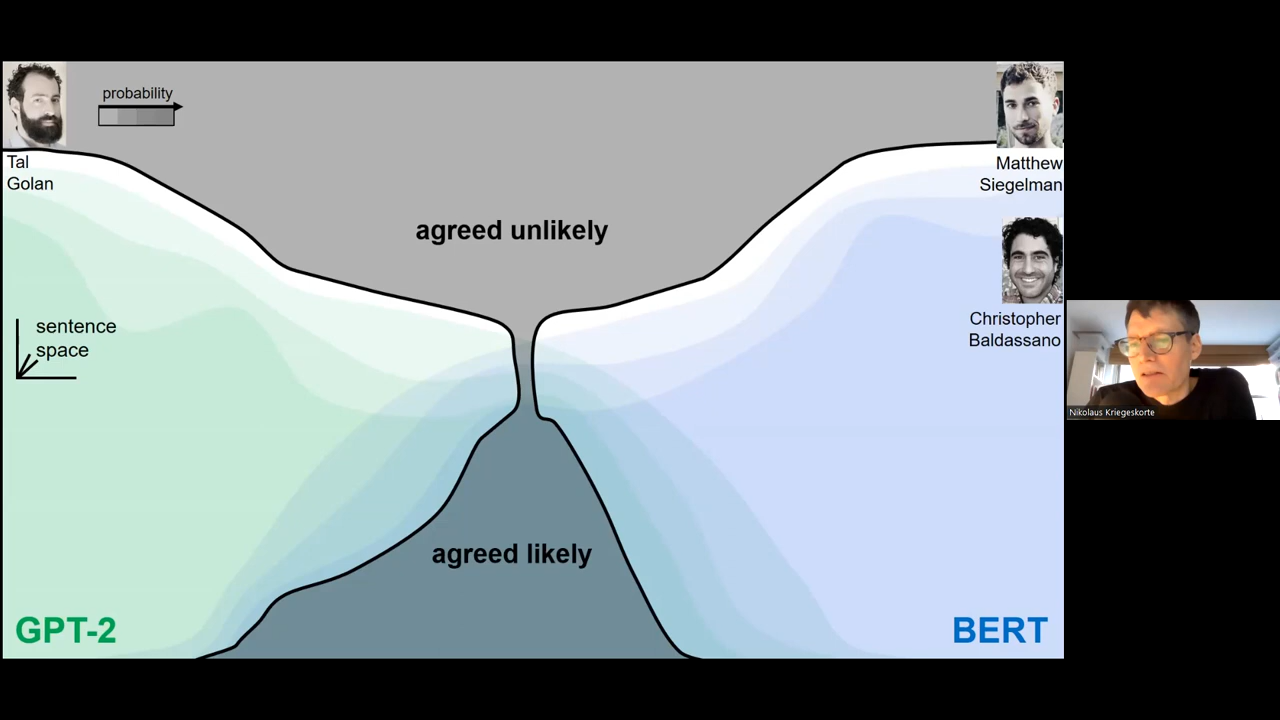 probability
Tal
Golan
Matthew
Siegelman
agreed unlikely
Christopher
Baldassano
sentence
space
Nikolaus Kriegeskorte
agreed likely
GPT-2
BERT